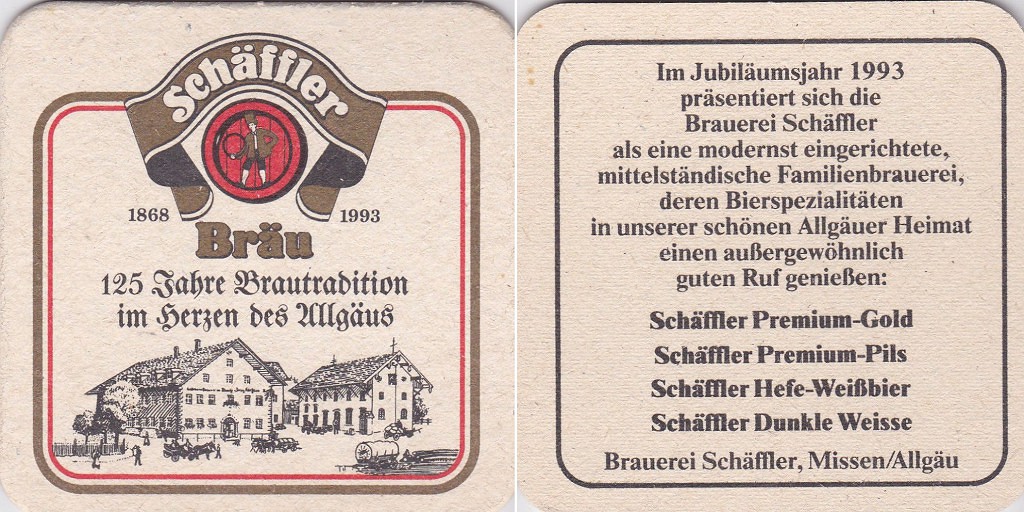 Schäffler
1868 1993
Bräu
125 Jahre Brautradition
im Herzen des Allgäus
Im Jubiläumsjahr 1993
präsentiert sich die
Brauerei Schäffler
als eine modernst eingerichtete,
mittelständische Familienbrauerei,
deren Bierspezialitäten
in unserer schönen Allgäuer Heimat
einen außergewöhnlich
guten Ruf genießen:
Schäffler Premium-Gold
Schäffler Premium-Pils
Schäffler Hefe-Weißbier
Schäffler Dunkle Weisse
Brauerei Schäffler, Missen/Allgäu